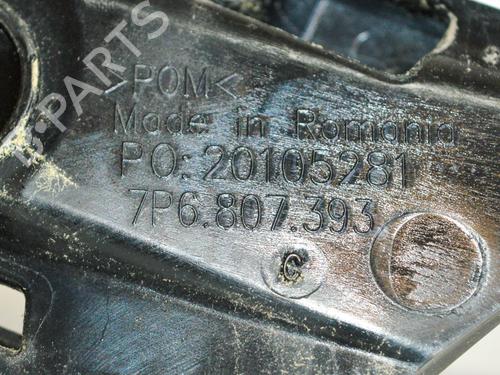 B-PARTS
>POM<
Made in Romania
PO:20105281
7P6.807.393
C